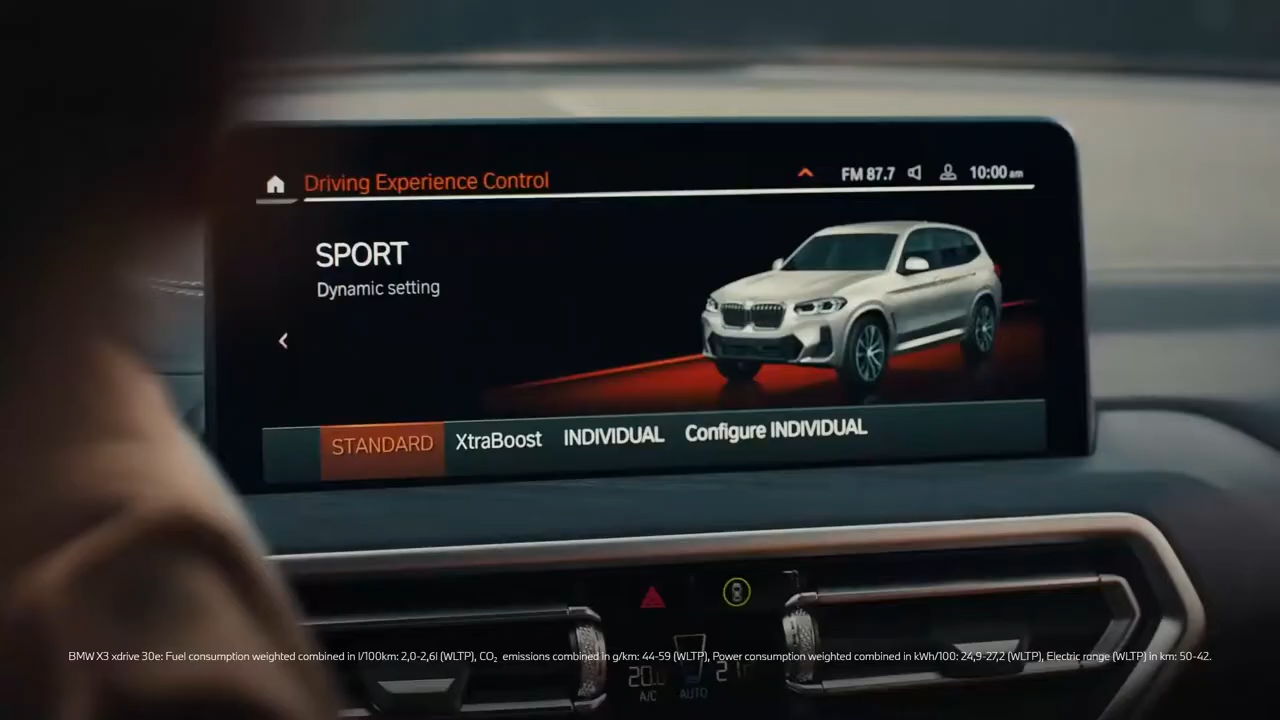 Driving Experience Control
FM 87.7
10:00 am
SPORT
Dynamic setting
STANDARD XtraBoost INDIVIDUAL Configure INDIVIDUAL
BMW X3 xdrive 30e: Fuel consumption weighted combined in l/100km: 2,0-2,6l (WLTP), CO₂ emissions combined in g/km: 44-59 (WLTP), Power consumption weighted combined in kWh/100: 24,9-27,2 (WLTP), Electric range (WLTP) in km: 50-42.
A/C AUTO